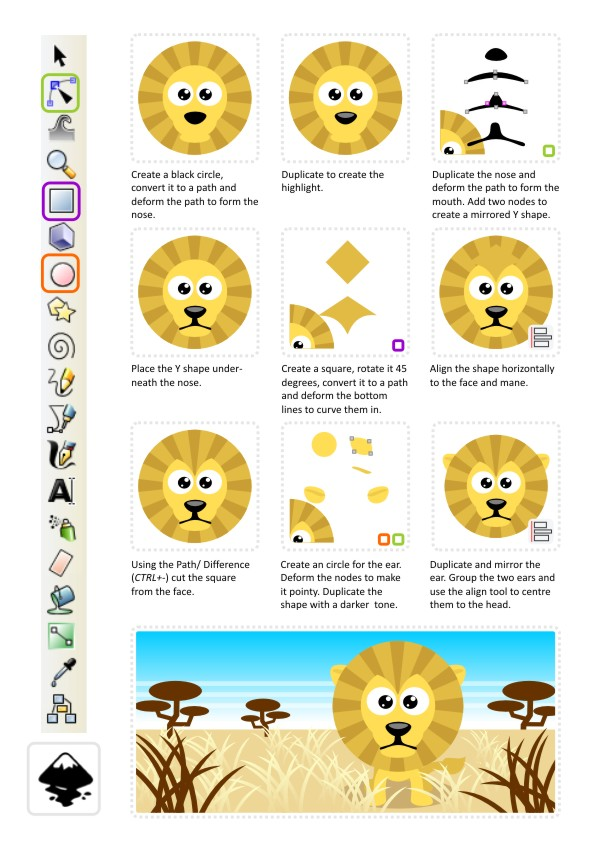 Create a black circle,
convert it to a path and
deform the path to form the
nose.
Duplicate to create the
highlight.
Duplicate the nose and
deform the path to form the
mouth. Add two nodes to
create a mirrored Y shape.
Place the Y shape under-
neath the nose.
Create a square, rotate it 45
degrees, convert it to a path
and deform the bottom
lines to curve them in.
Align the shape horizontally
to the face and mane.
Using the Path/ Difference
(CTRL+-) cut the square
from the face.
Create an circle for the ear.
Deform the nodes to make
it pointy. Duplicate the
shape with a darker tone.
Duplicate and mirror the
ear. Group the two ears and
use the align tool to centre
them to the head.